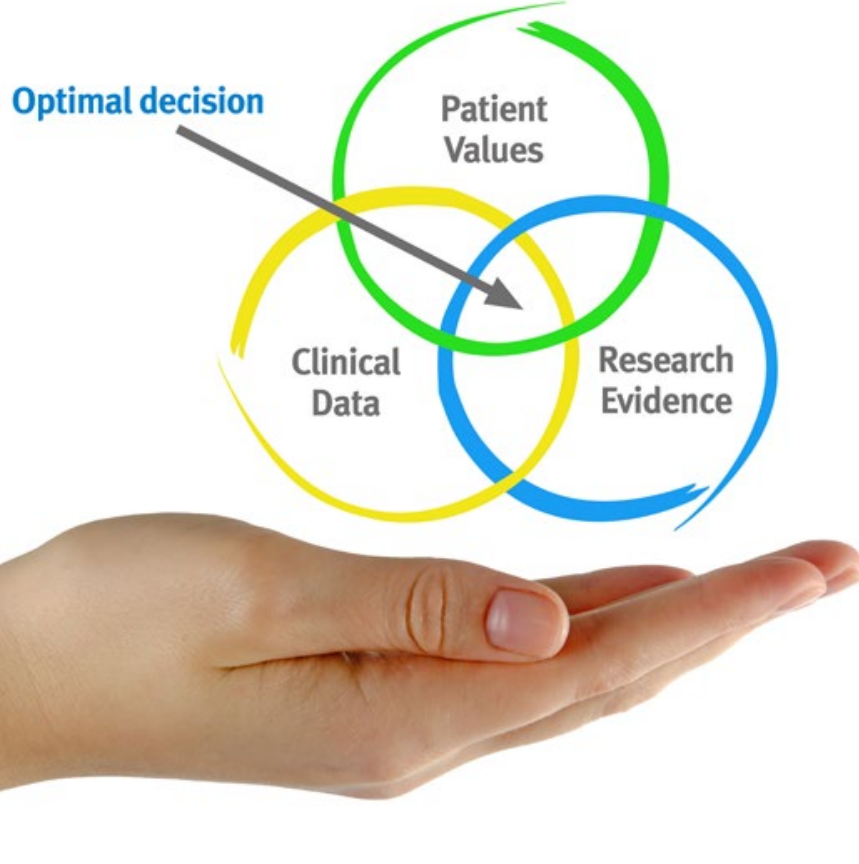 Optimal decision
Patient
Values
Clinical
Data
Research
Evidence